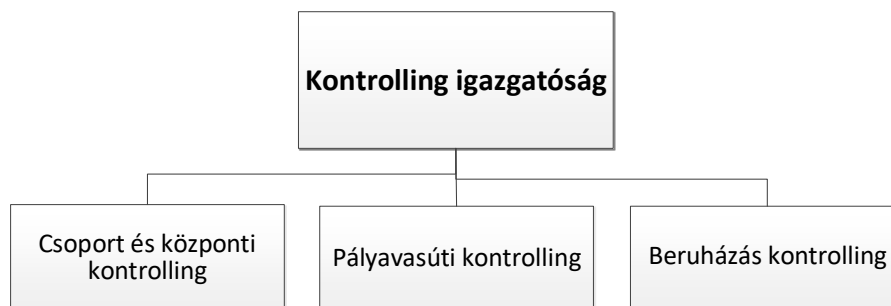 Kontrolling igazgatóság
Csoport és központi
kontrolling
Pályavasúti kontrolling
Beruházás kontrolling